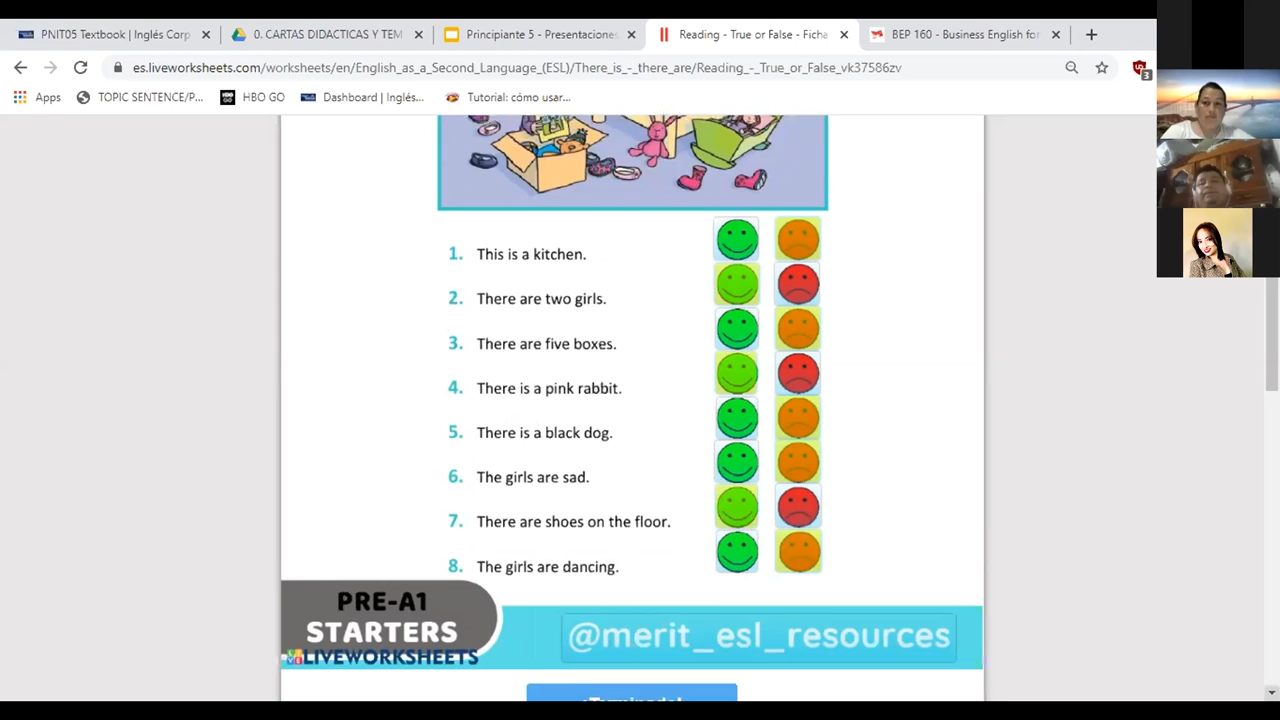 PNIT05 Textbook | Inglés Corp
0. CARTAS DIDACTICAS Y TEM
Principiante 5 - Presentaciones
Reading - True or False - Ficha
BEP 160 - Business English for
es.liveworksheets.com/worksheets/en/English_as_a_Second_Language_(ESL)/There_is_-_there_are/Reading_-_True_or_False_vk37586zv
3
Apps
TOPIC SENTENCE/P...
HBO GO
Dashboard | Inglés...
Tutorial: cómo usar...
1. This is a kitchen.
2. There are two girls.
3. There are five boxes.
4. There is a pink rabbit.
5. There is a black dog.
6. The girls are sad.
7. There are shoes on the floor.
8. The girls are dancing.
PRE-A1
STARTERS
LIVEWORKSHEETS
@merit_esl_resources